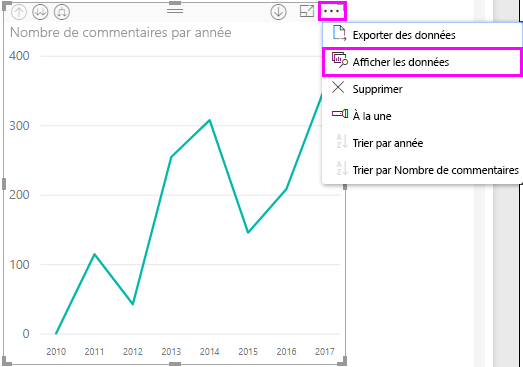 Nombre de commentaires par année
Exporter des données
Afficher les données
Supprimer
À la une
Trier par année
Trier par Nombre de commentaires
400
300
200
100
0
2010 2011 2012 2013 2014 2015 2016 2017